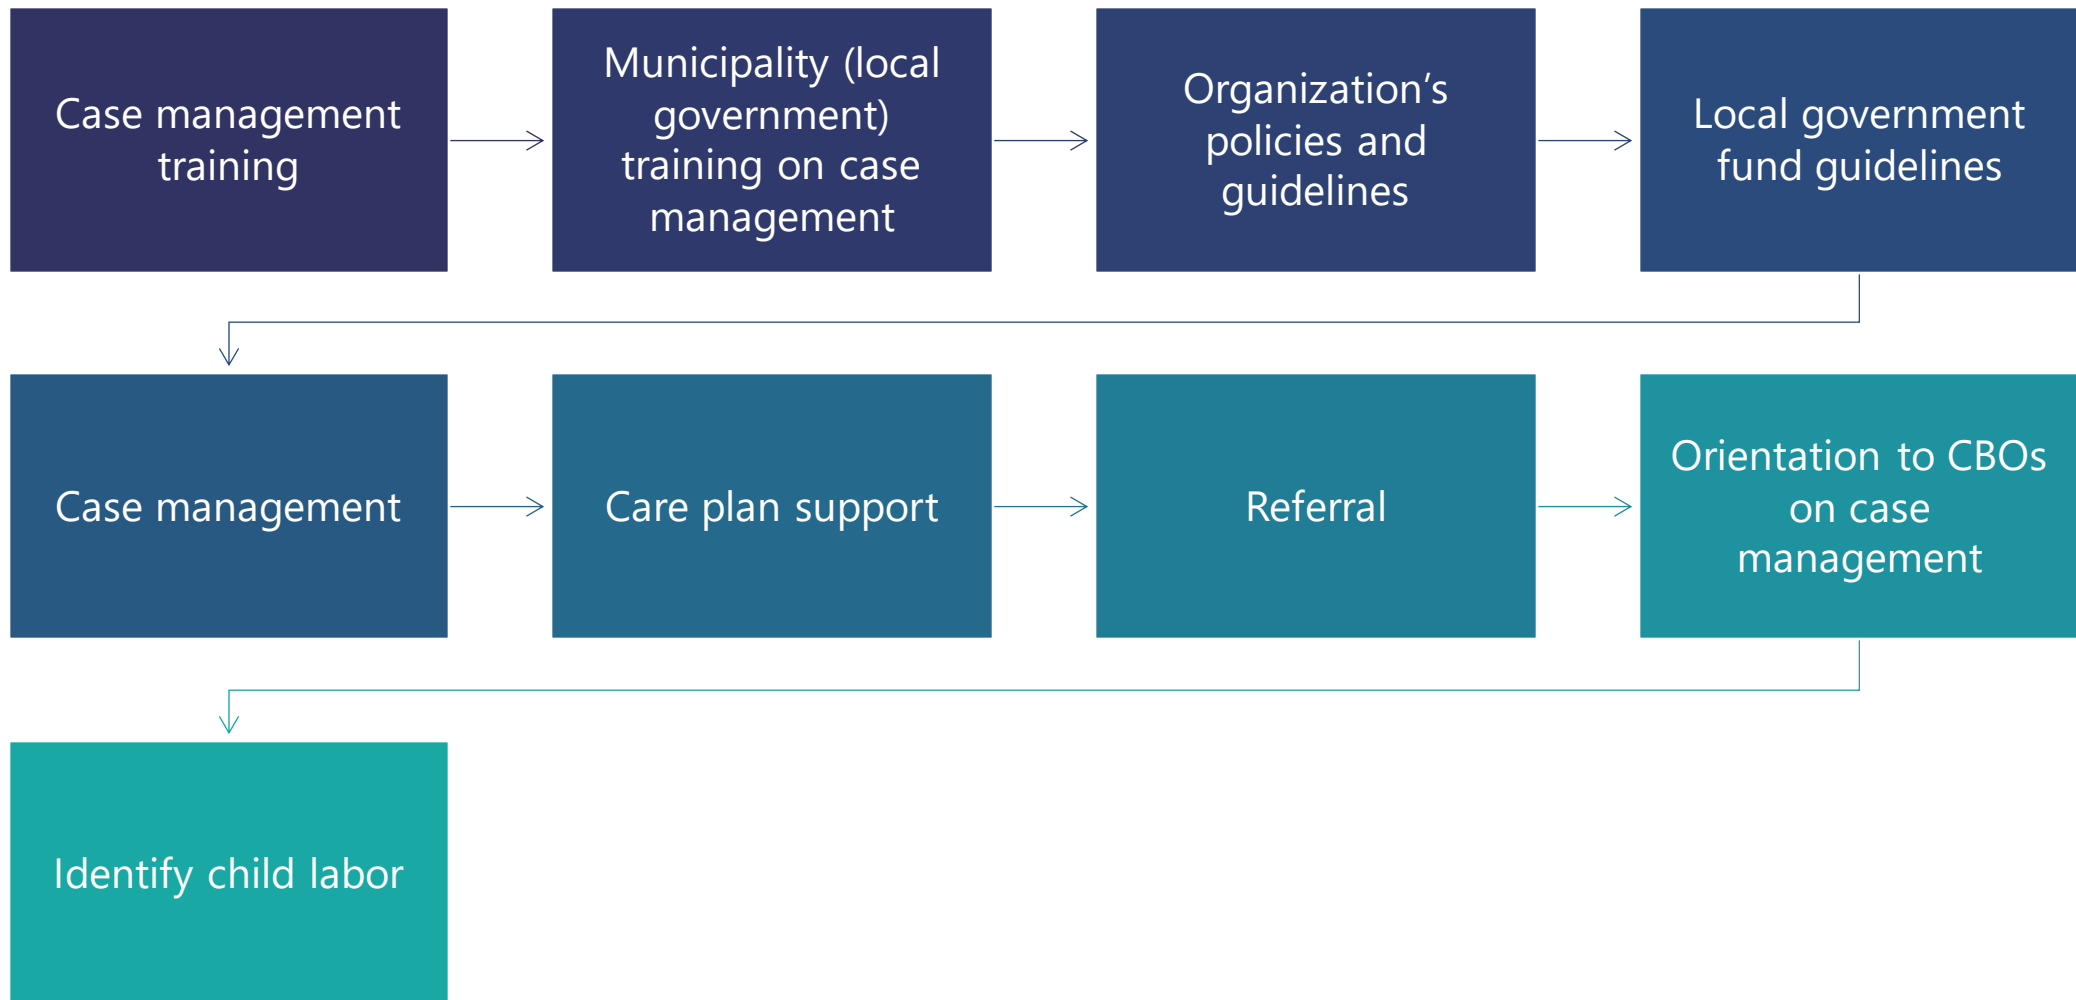 Case management
training
Municipality (local
government)
training on case
management
Organization’s
policies and
guidelines
Local government
fund guidelines
Case management
Care plan support
Referral
Orientation to CBOs
on case
management
Identify child labor